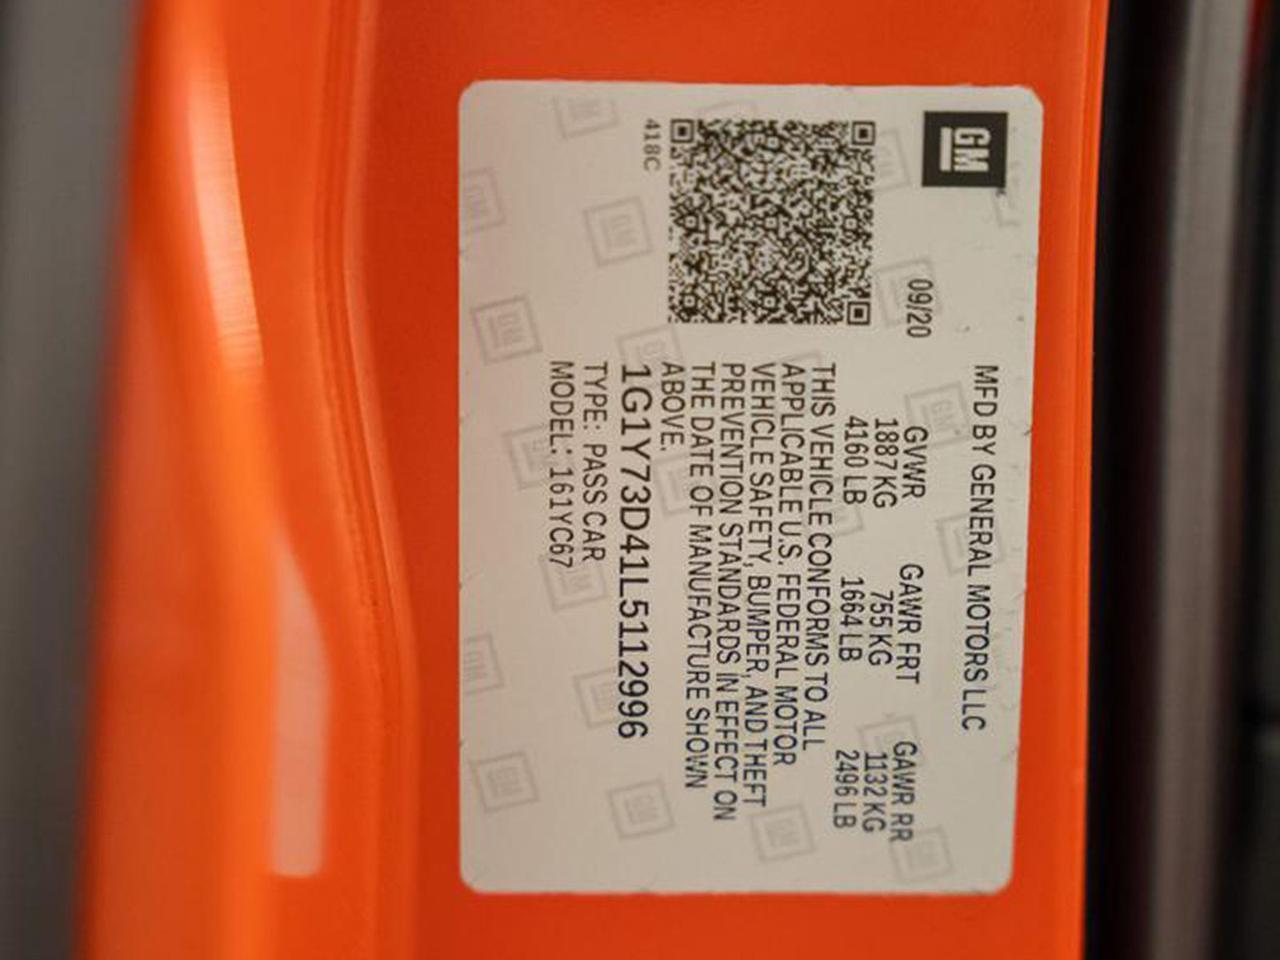 GM
09/20
MFD BY GENERAL MOTORS LLC
GVWR GAWR FRT GAWR RR
1887 KG 755 KG 1132 KG
4160 LB 1664 LB 2496 LB
THIS VEHICLE CONFORMS TO ALL
APPLICABLE U.S. FEDERAL MOTOR
VEHICLE SAFETY, BUMPER, AND THEFT
PREVENTION STANDARDS IN EFFECT ON
THE DATE OF MANUFACTURE SHOWN
ABOVE.
1G1Y73D41L5112996
TYPE: PASS CAR
MODEL: 161YC67
418C